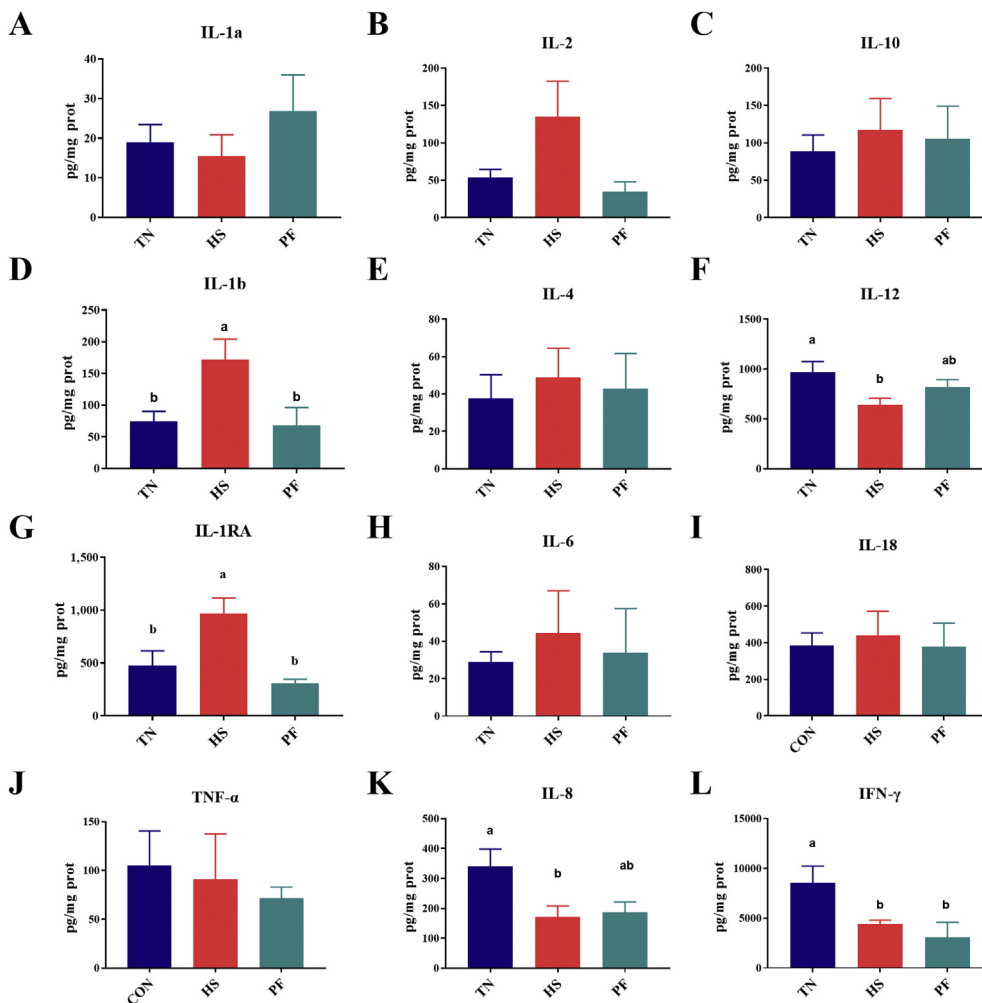 A
IL-1a
pg/mg prot
40
30
20
10
0
TN
HS
PF
B
IL-2
pg/mg prot
200
150
100
50
0
TN
HS
PF
C
IL-10
pg/mg prot
200
150
100
50
0
TN
HS
PF
D
IL-1b
pg/mg prot
250
200
150
100
50
0
b
a
b
TN
HS
PF
E
IL-4
pg/mg prot
80
60
40
20
0
TN
HS
PF
F
IL-12
pg/mg prot
1500
1000
500
0
a
b
ab
TN
HS
PF
G
IL-1RA
pg/mg prot
1,500
1,000
500
0
b
a
b
TN
HS
PF
H
IL-6
pg/mg prot
80
60
40
20
0
TN
HS
PF
I
IL-18
pg/mg prot
800
600
400
200
0
CON
HS
PF
J
TNF-α
pg/mg prot
150
100
50
0
CON
HS
PF
K
IL-8
pg/mg prot
500
400
300
200
100
0
a
b
ab
TN
HS
PF
L
IFN-γ
pg/mg prot
15000
10000
5000
0
a
b
b
TN
HS
PF